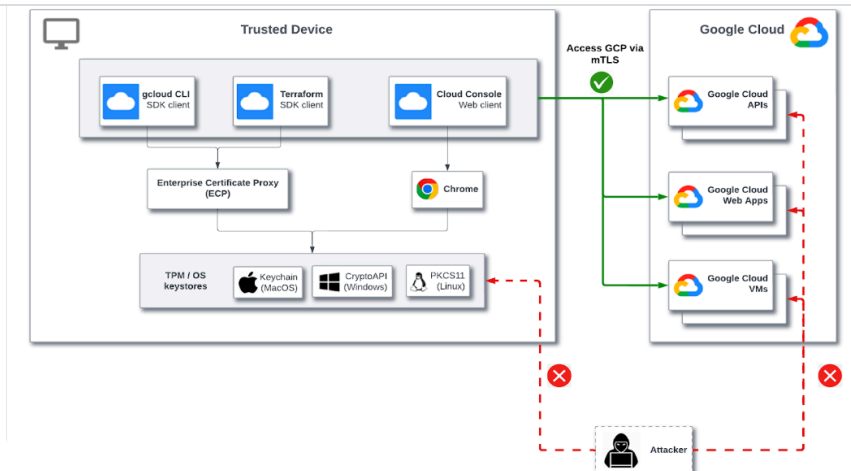 Trusted Device
Google Cloud
Access GCP via
mTLS
gcloud CLI
SDK client
Terraform
SDK client
Cloud Console
Web client
Google Cloud
APIs
Enterprise Certificate Proxy
(ECP)
Chrome
Google Cloud
Web Apps
TPM / OS
keystores
Keychain
(MacOS)
CryptoAPI
(Windows)
PKCS11
(Linux)
Google Cloud
VMs
Attacker